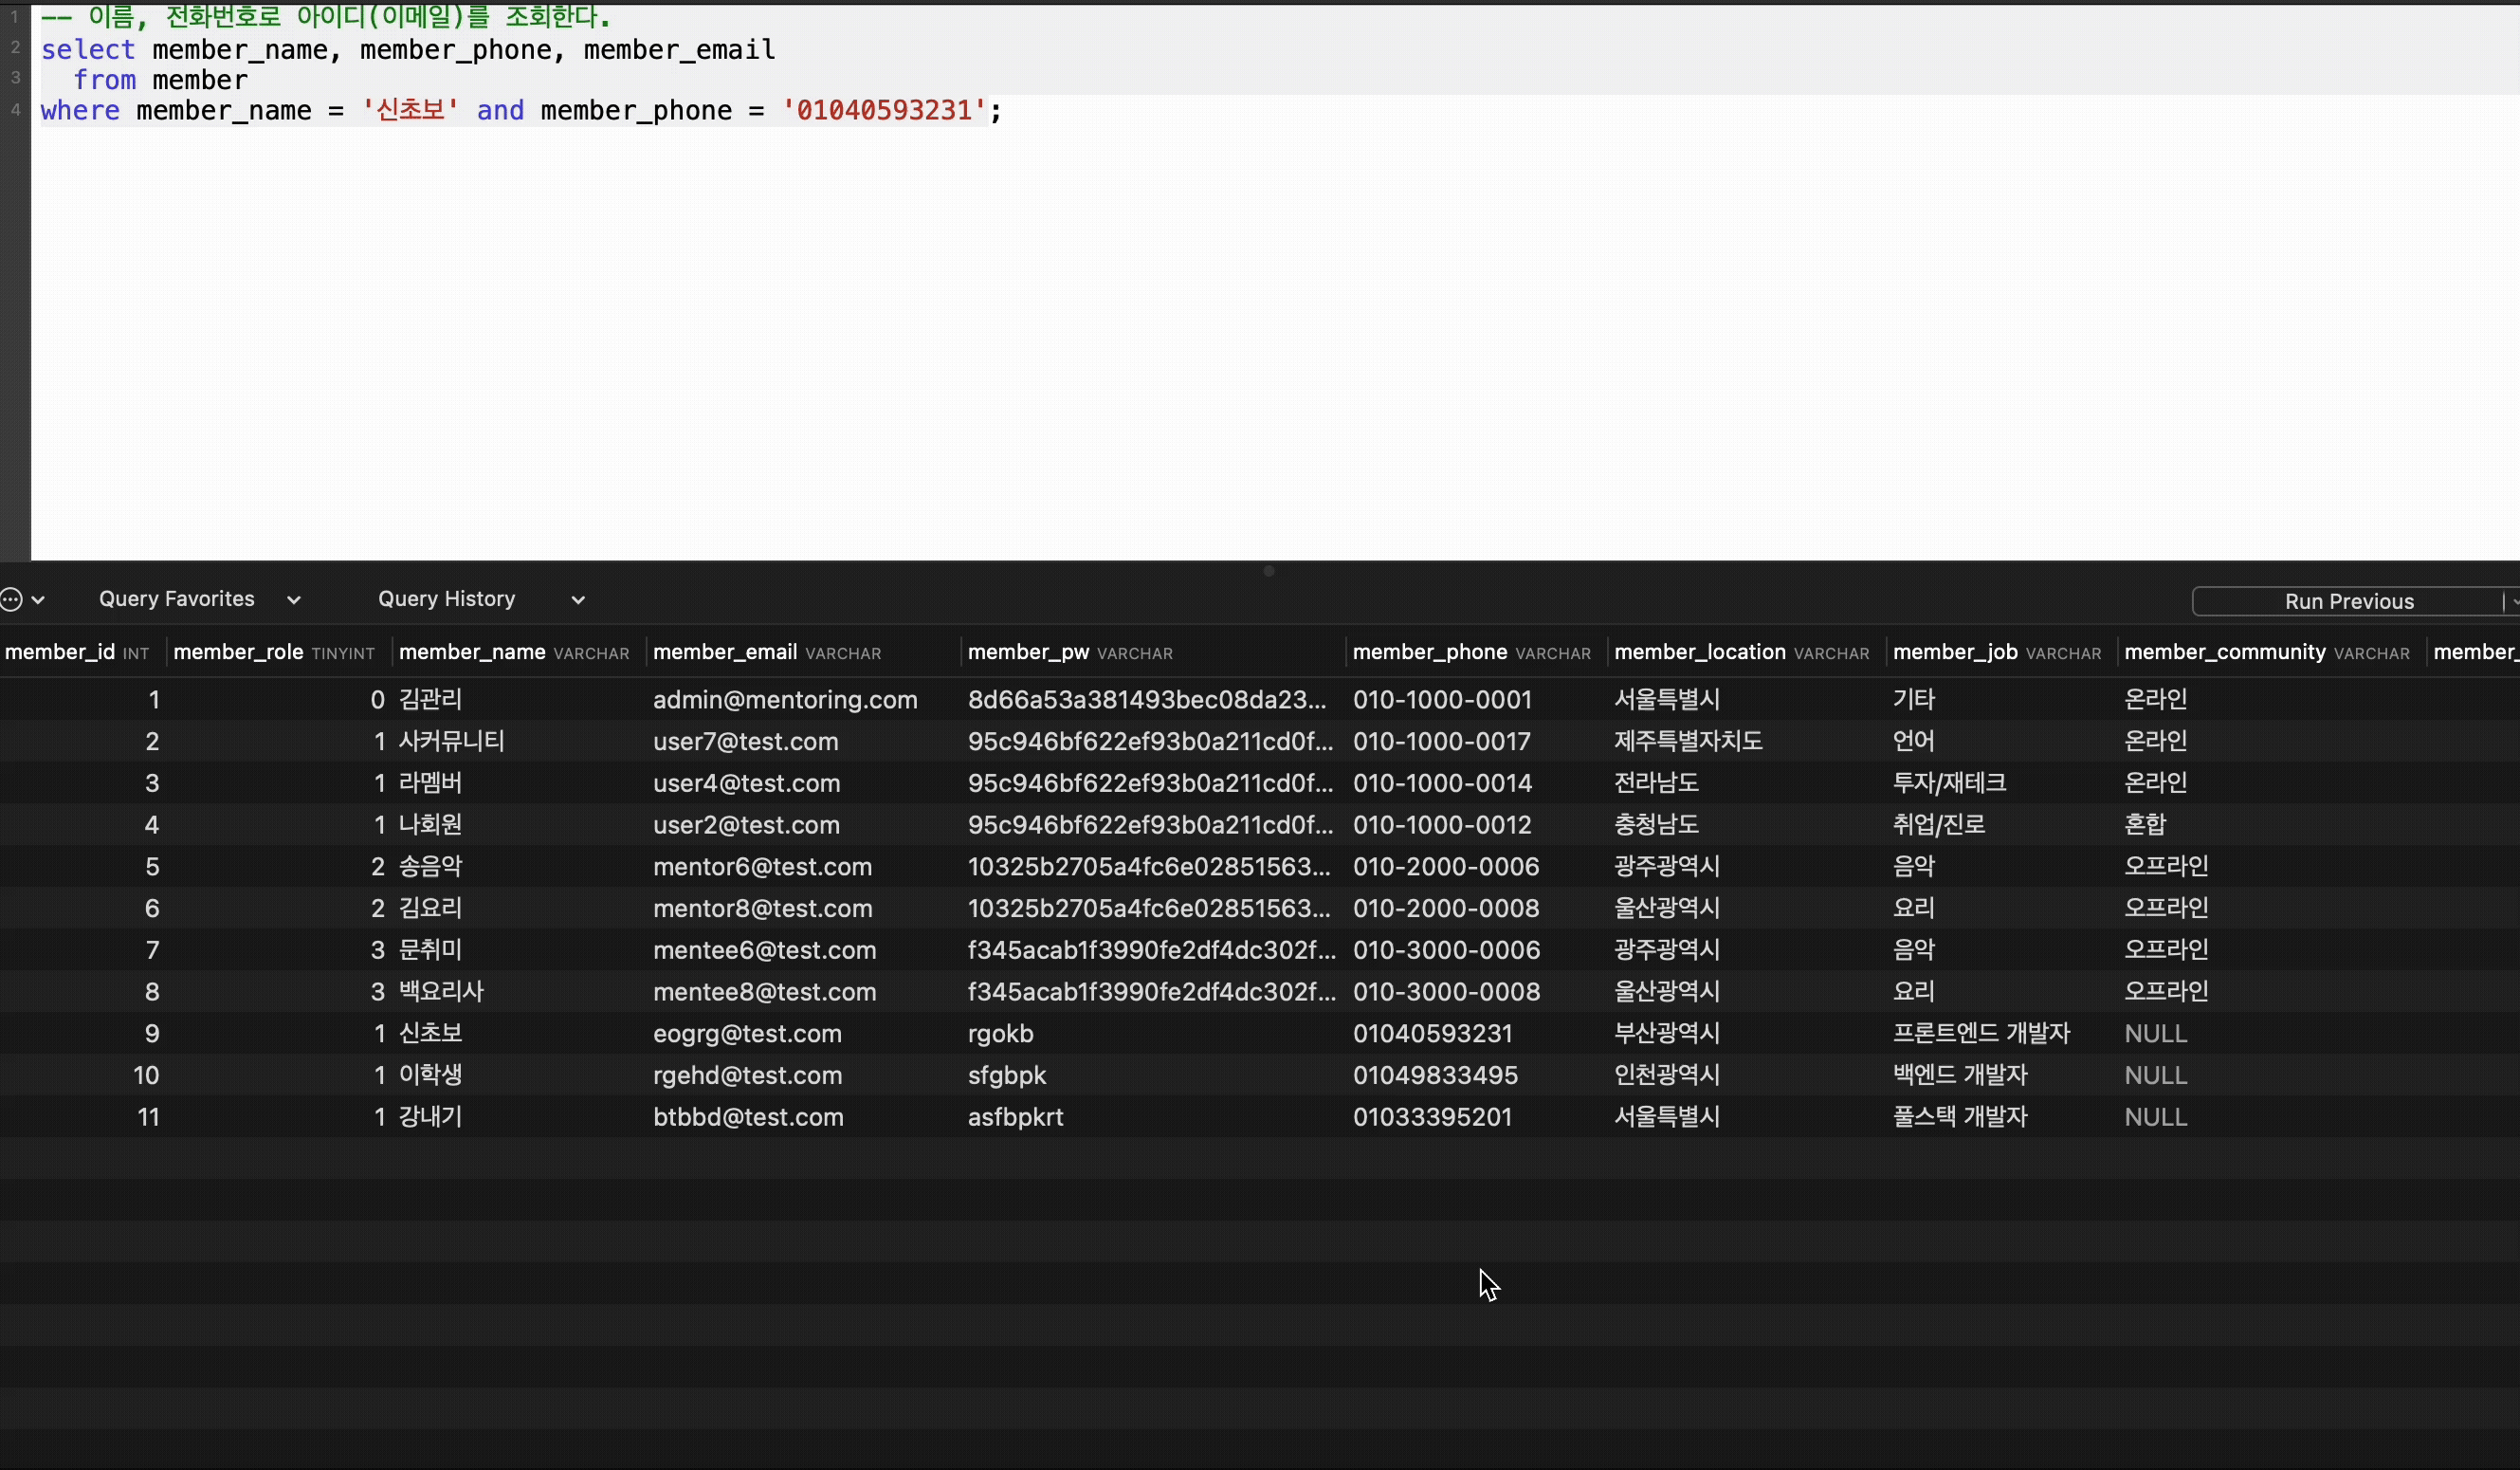 1 -- 이름, 전화번호로 아이디(이메일)를 조회한다.
2 select member_name, member_phone, member_email
3 from member
4 where member_name = '신초보' and member_phone = '01040593231';
Query Favorites Query History Run Previous
member_id INT member_role TINYINT member_name VARCHAR member_email VARCHAR member_pw VARCHAR member_phone VARCHAR member_location VARCHAR member_job VARCHAR member_community VARCHAR member_
1 0 김관리 admin@mentoring.com 8d66a53a381493bec08da23... 010-1000-0001 서울특별시 기타 온라인
2 1 사커뮤니티 user7@test.com 95c946bf622ef93b0a211cd0f... 010-1000-0017 제주특별자치도 언어 온라인
3 1 라멤버 user4@test.com 95c946bf622ef93b0a211cd0f... 010-1000-0014 전라남도 투자/재테크 온라인
4 1 나회원 user2@test.com 95c946bf622ef93b0a211cd0f... 010-1000-0012 충청남도 취업/진로 혼합
5 2 송음악 mentor6@test.com 10325b2705a4fc6e02851563... 010-2000-0006 광주광역시 음악 오프라인
6 2 김요리 mentor8@test.com 10325b2705a4fc6e02851563... 010-2000-0008 울산광역시 요리 오프라인
7 3 문취미 mentee6@test.com f345acab1f3990fe2df4dc302f... 010-3000-0006 광주광역시 음악 오프라인
8 3 백요리사 mentee8@test.com f345acab1f3990fe2df4dc302f... 010-3000-0008 울산광역시 요리 오프라인
9 1 신초보 eogrg@test.com rgokb 01040593231 부산광역시 프론트엔드 개발자 NULL
10 1 이학생 rgehd@test.com sfgbpk 01049833495 인천광역시 백엔드 개발자 NULL
11 1 강내기 btbbd@test.com asfbpkrt 01033395201 서울특별시 풀스택 개발자 NULL